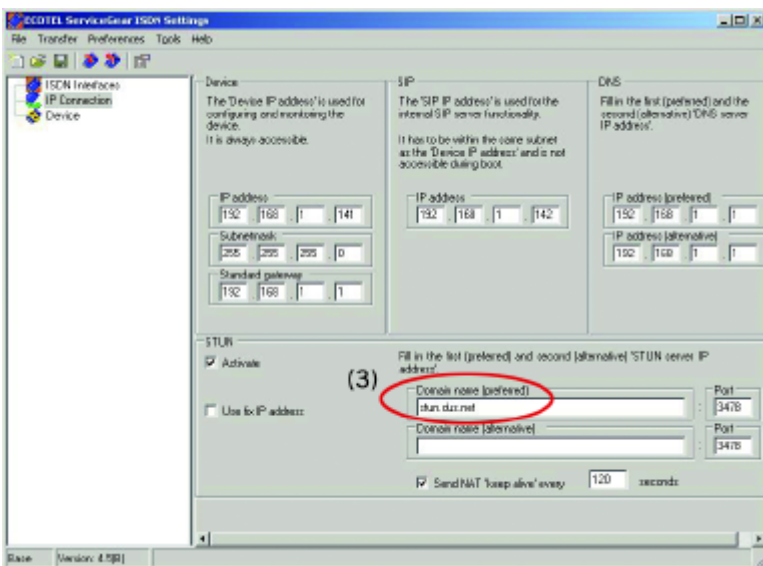 ECOTEL ServiceGear ISDN Settings
File Transfer Preferences Tools Help
ISDN Interfaces
IP Connection
Device
Device
The 'Device IP address' is used for
configuring and monitoring the
device.
It is always accessible.
IP address
192 . 168 . 1 . 141
Subnetmask
255 . 255 . 255 . 0
Standard gateway
192 . 168 . 1 . 1
SIP
The 'SIP IP address' is used for the
internal SIP server functionality.
It has to be within the same subnet
as the 'Device IP address' and is not
accessible during boot.
IP address
192 . 168 . 1 . 142
DNS
Fill in the first (preferred) and the
second (alternative) 'DNS server
IP address'.
IP address (preferred)
192 . 168 . 1 . 1
IP address (alternative)
192 . 168 . 1 . 1
STUN
Activate
Use fix IP address
(3)
Fill in the first (preferred) and second (alternative) 'STUN server IP
address'.
Domain name (preferred)
stun.dus.net
: Port
3478
Domain name (alternative)
: Port
3478
Send NAT 'keep alive' every 120 seconds
Base Version: 4.5(B)